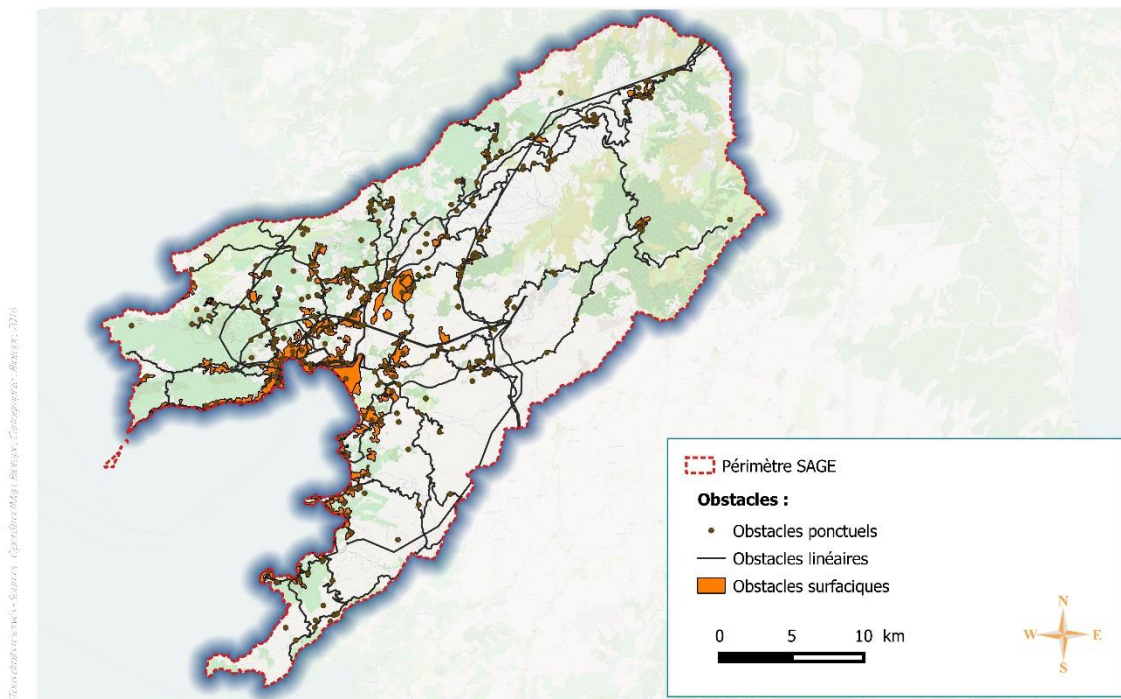 Périmètre SAGE
Obstacles :
Obstacles ponctuels
Obstacles linéaires
Obstacles surfaciques
0 5 10 km
N
W E
S